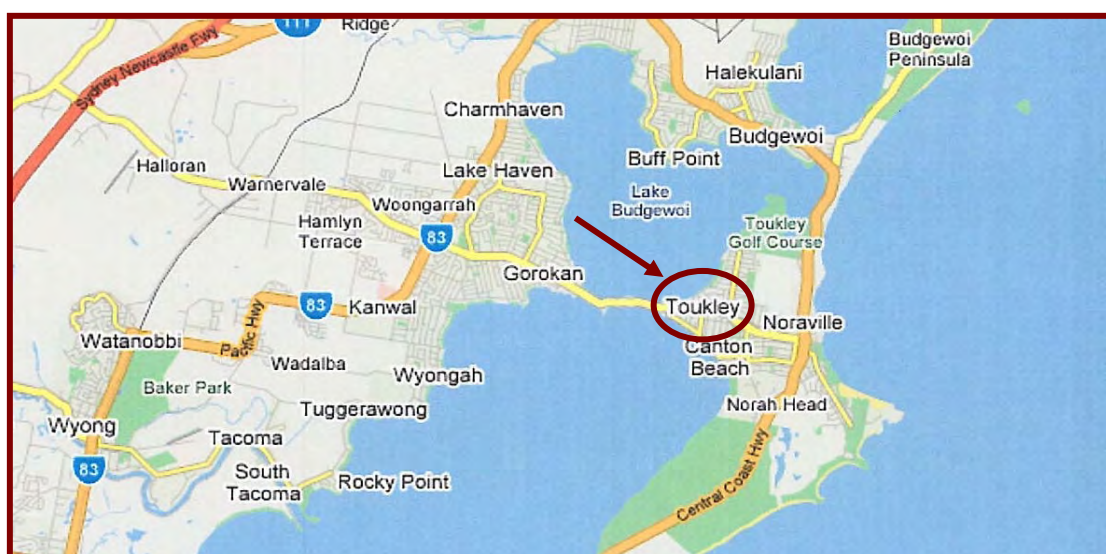 111
Ridge
Sydney Newcastle Fwy
Budgewoi
Peninsula
Halekulani
Charmhaven
Budgewoi
Buff Point
Halloran
Lake Haven
Warnervale
Lake
Budgewoi
Woongarrah
Hamlyn
Terrace
83
Toukley
Golf Course
Gorokan
83
Kanwal
Toukley
Noraville
Pacific Hwy
Watanobbi
Canton
Beach
Wadalba
Wyongah
Baker Park
Tuggerawong
Norah Head
Wyong
Tacoma
83
South
Tacoma
Rocky Point
Central Coast Hwy